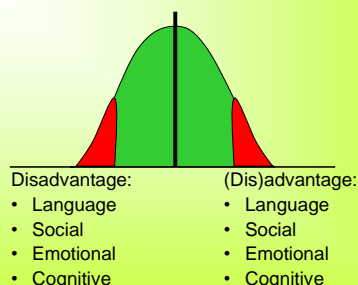 Disadvantage:
• Language
• Social
• Emotional
• Cognitive
(Dis)advantage:
• Language
• Social
• Emotional
• Cognitive